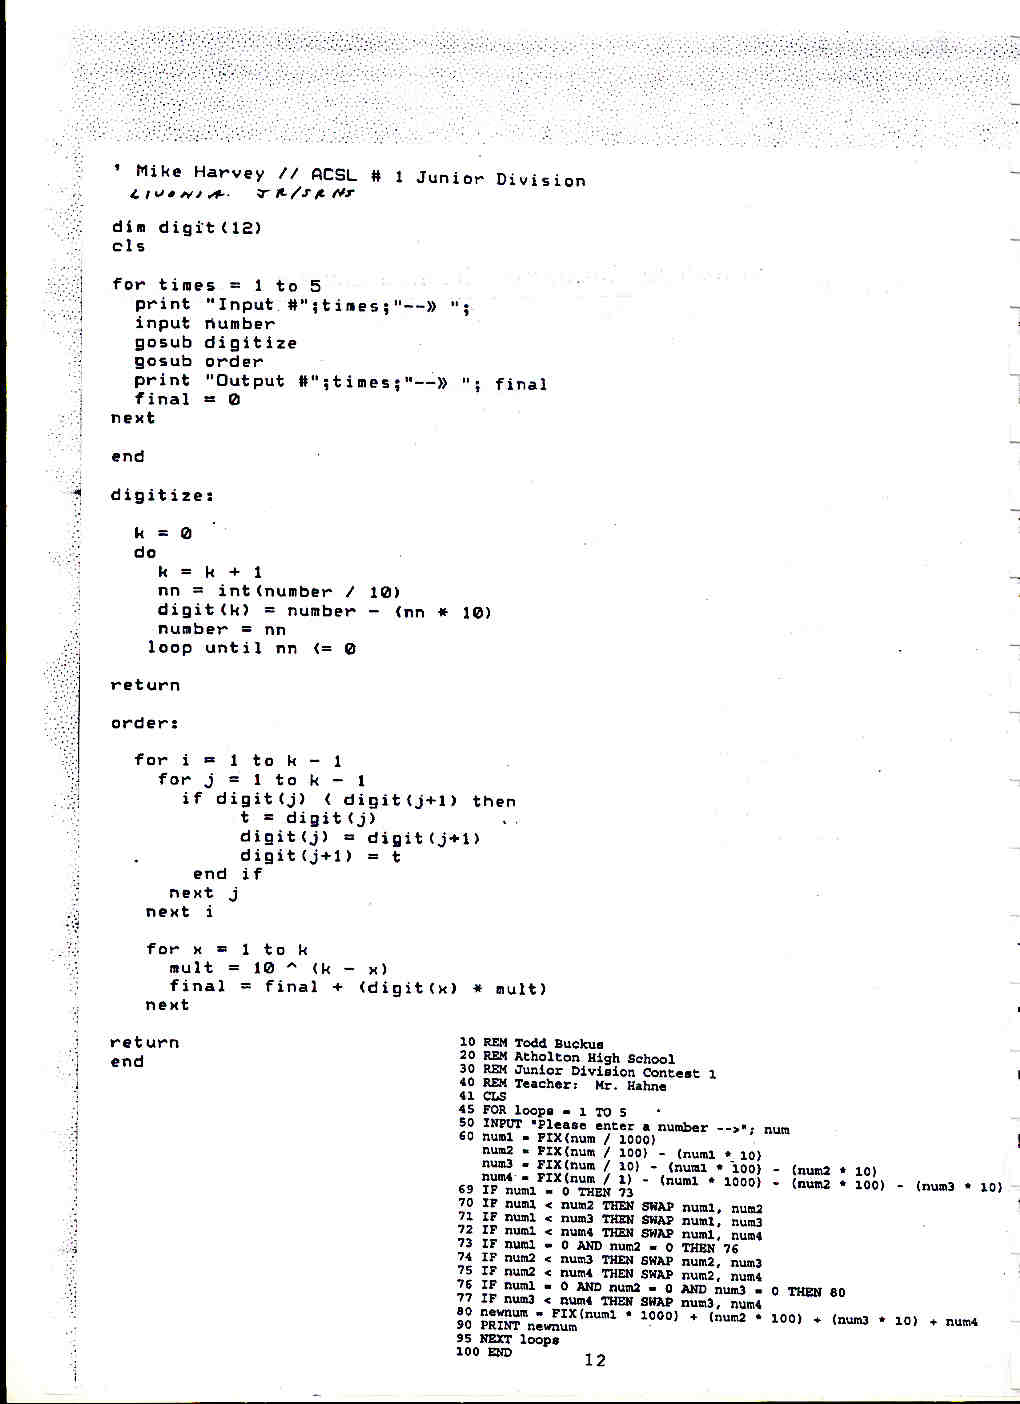 ' Mike Harvey // ACSL # 1 Junior Division
LIVONIA JR/SR HS
dim digit(12)
cls
for times = 1 to 5
print "Input #";times;"--» ";
input number
gosub digitize
gosub order
print "Output #";times;"--» "; final
final = 0
next
end
digitize:
k = 0
do
k = k + 1
nn = int(number / 10)
digit(k) = number - (nn * 10)
number = nn
loop until nn <= 0
return
order:
for i = 1 to k - 1
for j = 1 to k - 1
if digit(j) < digit(j+1) then
t = digit(j)
digit(j) = digit(j+1)
digit(j+1) = t
end if
next j
next i
for x = 1 to k
mult = 10 ^ (k - x)
final = final + (digit(x) * mult)
next
return
end
10 REM Todd Buckus
20 REM Atholton High School
30 REM Junior Division Contest 1
40 REM Teacher: Mr. Hahne
41 CLS
45 FOR loops = 1 TO 5
50 INPUT "Please enter a number -->"; num
60 num1 = FIX(num / 1000)
num2 = FIX(num / 100) - (num1 * 10)
num3 = FIX(num / 10) - (num1 * 100) - (num2 * 10)
num4 = FIX(num / 1) - (num1 * 1000) - (num2 * 100) - (num3 * 10)
69 IF num1 = 0 THEN 73
70 IF num1 < num2 THEN SWAP num1, num2
71 IF num1 < num3 THEN SWAP num1, num3
72 IF num1 < num4 THEN SWAP num1, num4
73 IF num1 = 0 AND num2 = 0 THEN 76
74 IF num2 < num3 THEN SWAP num2, num3
75 IF num2 < num4 THEN SWAP num2, num4
76 IF num1 = 0 AND num2 = 0 AND num3 = 0 THEN 80
77 IF num3 < num4 THEN SWAP num3, num4
80 newnum = FIX(num1 * 1000) + (num2 * 100) + (num3 * 10) + num4
90 PRINT newnum
95 NEXT loops
100 END
12